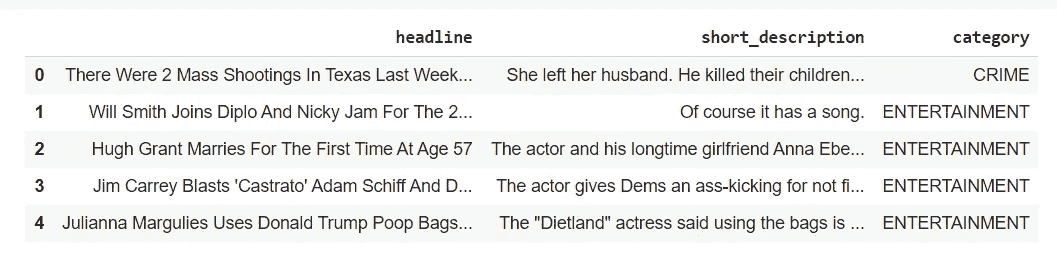 headline short_description category
0 There Were 2 Mass Shootings In Texas Last Week... She left her husband. He killed their children... CRIME
1 Will Smith Joins Diplo And Nicky Jam For The 2... Of course it has a song. ENTERTAINMENT
2 Hugh Grant Marries For The First Time At Age 57 The actor and his longtime girlfriend Anna Ebe... ENTERTAINMENT
3 Jim Carrey Blasts 'Castrato' Adam Schiff And D... The actor gives Dems an ass-kicking for not fi... ENTERTAINMENT
4 Julianna Margulies Uses Donald Trump Poop Bags... The "Dietland" actress said using the bags is ... ENTERTAINMENT